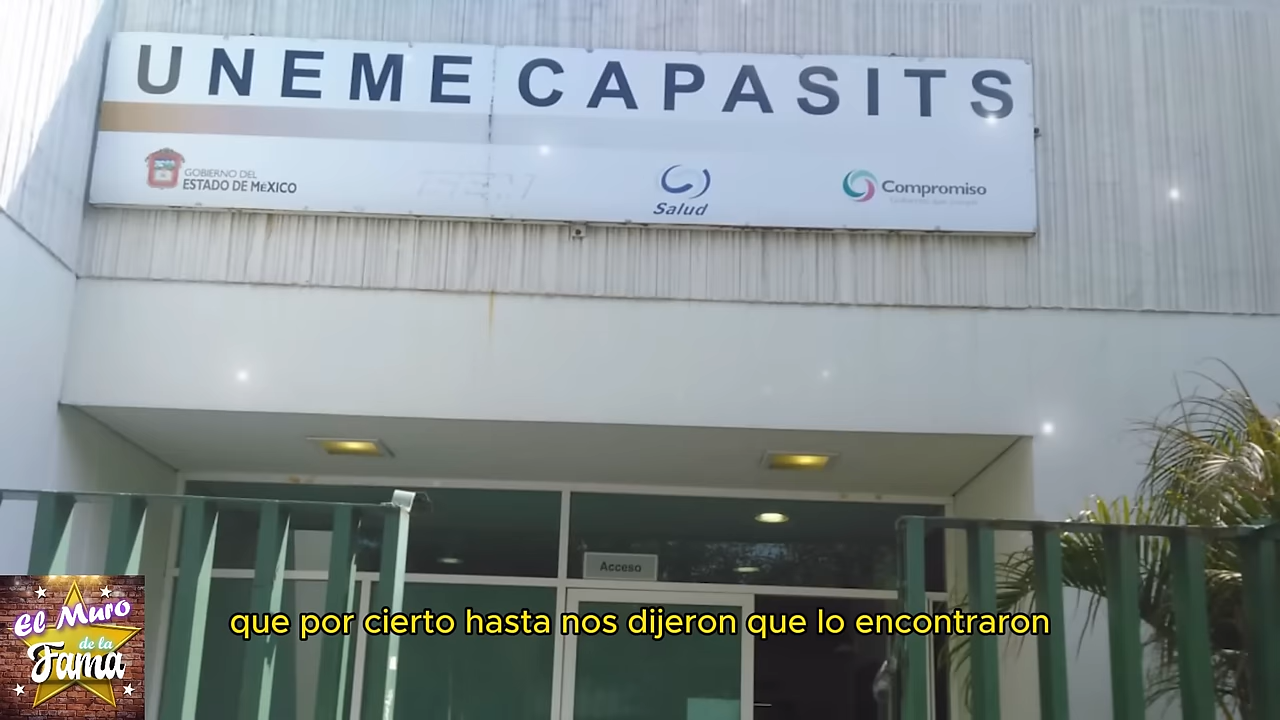 UNEME CAPASITS
GOBIERNO DEL
ESTADO DE MÉXICO
Salud
Compromiso
Acceso
que por cierto hasta nos dijeron que lo encontraron
El Muro
de la
Fama